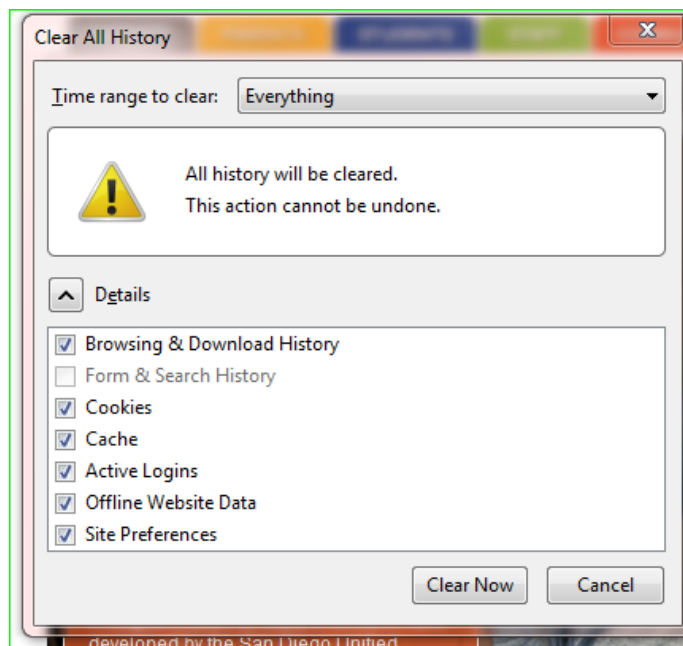 Clear All History
Time range to clear: Everything
All history will be cleared.
This action cannot be undone.
Details
Browsing & Download History
Form & Search History
Cookies
Cache
Active Logins
Offline Website Data
Site Preferences
Clear Now Cancel
developed by the San Diego Unified